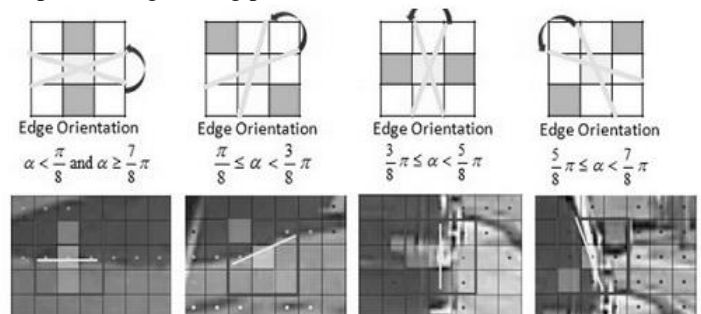 Edge Orientation Edge Orientation Edge Orientation Edge Orientation
α < π/8 and α ≥ 7/8 π π/8 ≤ α < 3/8 π 3/8 π ≤ α < 5/8 π 5/8 π ≤ α < 7/8 π